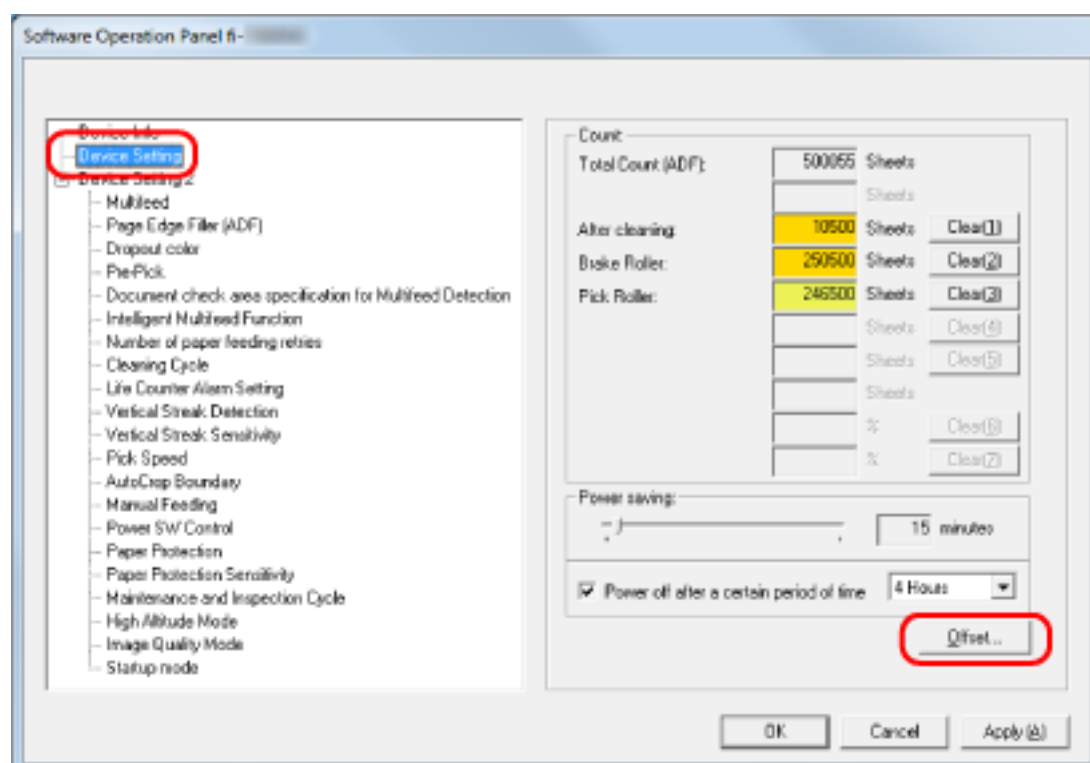 Software Operation Panel fi-
Device Info
Device Setting
Device Setting 2
Multifeed
Page Edge Filler (ADF)
Dropout color
Pre-Pick
Document check area specification for Multifeed Detection
Intelligent Multifeed Function
Number of paper feeding retries
Cleaning Cycle
Life Counter Alarm Setting
Vertical Streak Detection
Vertical Streak Sensitivity
Pick Speed
AutoCrop Boundary
Manual Feeding
Power SW Control
Paper Protection
Paper Protection Sensitivity
Maintenance and Inspection Cycle
High Altitude Mode
Image Quality Mode
Startup mode
Count
Total Count (ADF): 500055 Sheets
Sheets
After cleaning: 10500 Sheets Clear(1)
Brake Roller: 250500 Sheets Clear(2)
Pick Roller: 246500 Sheets Clear(3)
Sheets Clear(4)
Sheets Clear(5)
Sheets
% Clear(6)
% Clear(7)
Power saving:
15 minutes
Power off after a certain period of time 4 Hours
Offset...
OK Cancel Apply (A)